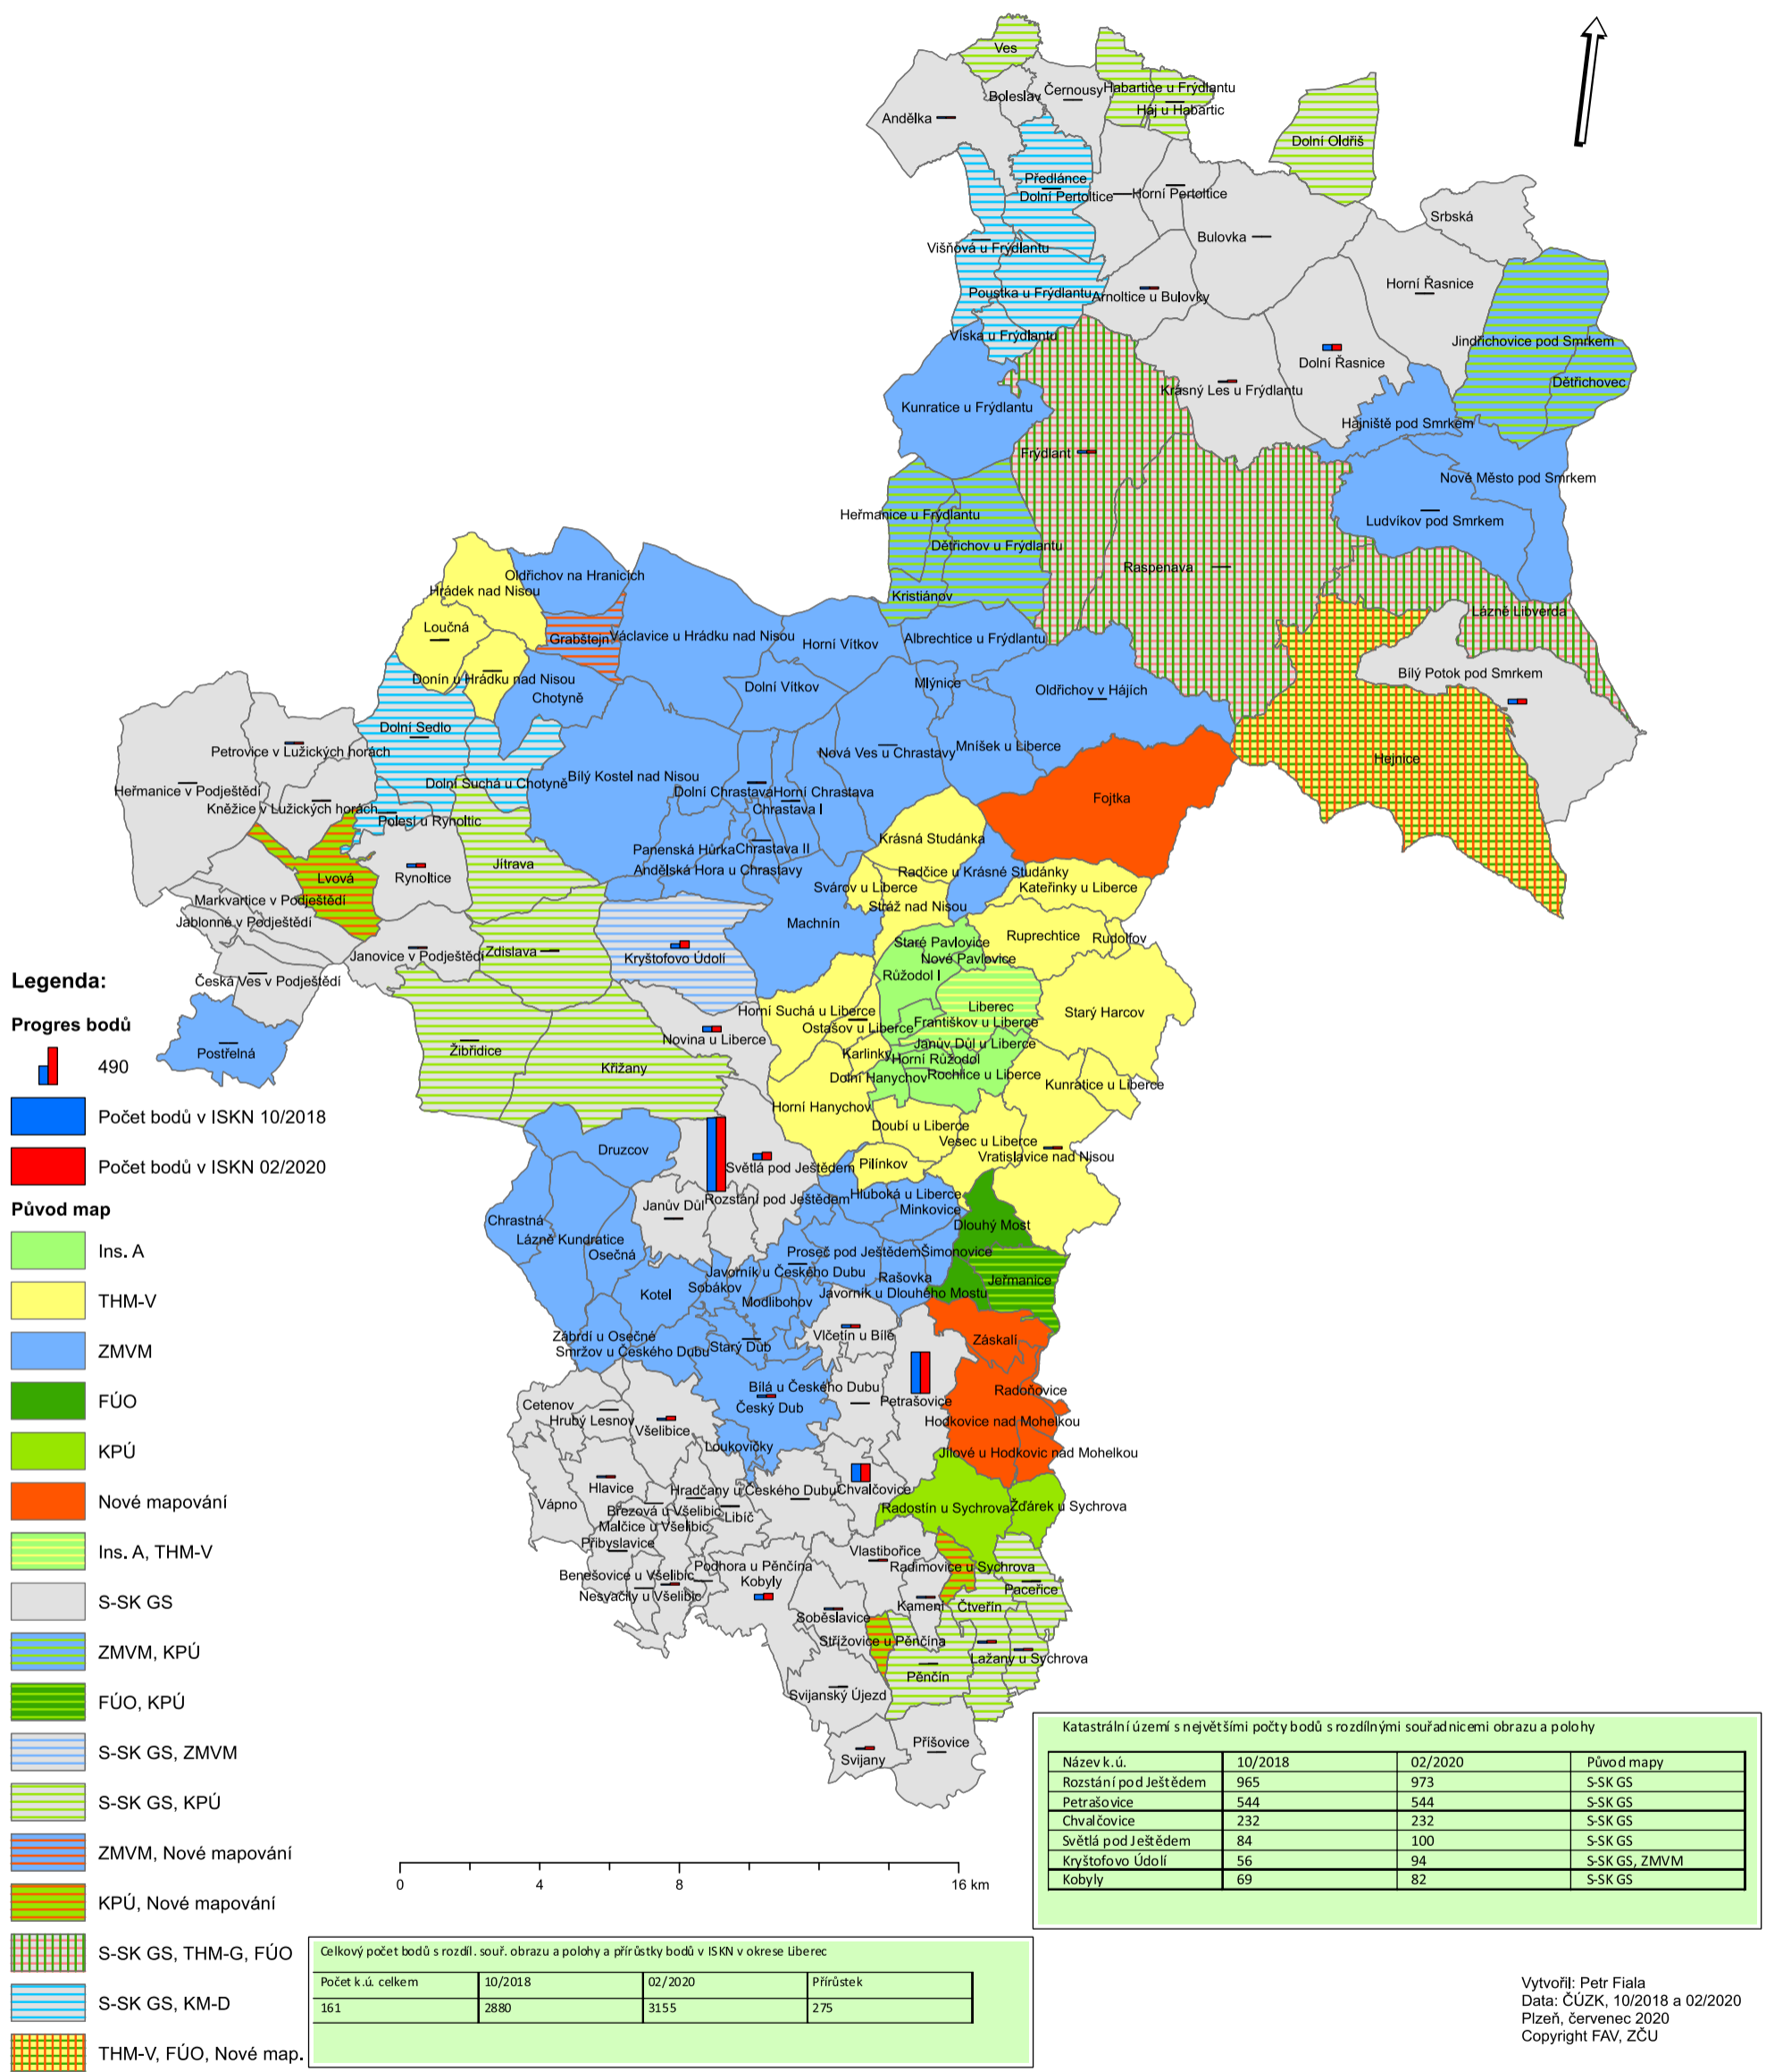 Ves
Černousy
Habartice u Frýdlantu
Boleslav
Háj u Habartic
Andělka
Dolní Oldřiš
Předlánce
Dolní Pertoltice
Horní Pertoltice
Srbská
Bulovka
Višňová u Frýdlantu
Horní Řasnice
Poustka u Frýdlantu
Arnoltice u Bulovky
Víska u Frýdlantu
Jindřichovice pod Smrkem
Dolní Řasnice
Dětřichovec
Krásný Les u Frýdlantu
Kunratice u Frýdlantu
Hajniště pod Smrkem
Frýdlant
Nové Město pod Smrkem
Heřmanice u Frýdlantu
Ludvíkov pod Smrkem
Dětřichov u Frýdlantu
Raspenava
Oldřichov na Hranicích
Hrádek nad Nisou
Kristiánov
Lázně Libverda
Loučná
Grabštejn
Václavice u Hrádku nad Nisou
Horní Vítkov
Albrechtice u Frýdlantu
Donín u Hrádku nad Nisou
Bílý Potok pod Smrkem
Chotyně
Dolní Vítkov
Mlýnice
Oldřichov v Hájích
Dolní Sedlo
Petrovice v Lužických horách
Nová Ves u Chrastavy
Mníšek u Liberce
Hejnice
Heřmanice v Podještědí
Dolní Suchá u Chotyně
Bílý Kostel nad Nisou
Dolní Chrastava
Horní Chrastava
Fojtka
Kněžice v Lužických horách
Chrastava I
Polesí u Rynoltic
Krásná Studánka
Panenská Hůrka
Chrastava II
Jítrava
Lvová
Rynoltice
Andělská Hora u Chrastavy
Radčice u Krásné Studánky
Svárov u Liberce
Kateřinky u Liberce
Markvartice v Podještědí
Stráž nad Nisou
Jablonné v Podještědí
Machnín
Staré Pavlovice
Ruprechtice
Rudolfov
Janovice v Podještědí
Zdislava
Kryštofovo Údolí
Nové Pavlovice
Růžodol I
Česká Ves v Podještědí
Liberec
Horní Suchá u Liberce
Starý Harcov
Ostašov u Liberce
Františkov u Liberce
Novina u Liberce
Janův Důl u Liberce
Postřelná
Žibřidice
Karlinky
Horní Růžodol
Křižany
Dolní Hanychov
Rochlice u Liberce
Kunratice u Liberce
Horní Hanychov
Doubí u Liberce
Vesec u Liberce
Druzcov
Vratislavice nad Nisou
Světlá pod Ještědem
Pilínkov
Janův Důl
Rozstání pod Ještědem
Hluboká u Liberce
Minkovice
Chrastná
Dlouhý Most
Lázně Kundratice
Osečná
Proseč pod Ještědem
Šimonovice
Javorník u Českého Dubu
Rašovka
Jeřmanice
Sobákov
Kotel
Modlibohov
Javorník u Dlouhého Mostu
Zábrdí u Osečné
Vlčetín u Bílé
Záskalí
Smržov u Českého Dubu
Starý Dub
Bílá u Českého Dubu
Radoňovice
Cetenov
Český Dub
Petrašovice
Hrubý Lesnov
Všelibice
Hodkovice nad Mohelkou
Loukovičky
Jílové u Hodkovic nad Mohelkou
Hlavice
Hradčany u Českého Dubu
Chvalčovice
Vápno
Březová u Všelibic
Libíč
Radostín u Sychrova
Žďárek u Sychrova
Malčice u Všelibic
Přibyslavice
Vlastibořice
Benešovice u Všelibic
Podhora u Pěnčína
Radimovice u Sychrova
Nesvačily u Všelibic
Kobyly
Paceřice
Kamení
Čtveřín
Soběslavice
Střížovice u Pěnčína
Lažany u Sychrova
Pěnčín
Svijanský Újezd
Příšovice
Svijany
Legenda:
Progres bodů
490
Počet bodů v ISKN 10/2018
Počet bodů v ISKN 02/2020
Původ map
Ins. A
THM-V
ZMVM
FÚO
KPÚ
Nové mapování
Ins. A, THM-V
S-SK GS
ZMVM, KPÚ
FÚO, KPÚ
S-SK GS, ZMVM
S-SK GS, KPÚ
ZMVM, Nové mapování
KPÚ, Nové mapování
S-SK GS, THM-G, FÚO
S-SK GS, KM-D
THM-V, FÚO, Nové map.
0 4 8 16 km
Katastrální území s největšími počty bodů s rozdílnými souřadnicemi obrazu a polohy
Název k.ú. 10/2018 02/2020 Původ mapy
Rozstání pod Ještědem 965 973 S-SK GS
Petrašovice 544 544 S-SK GS
Chvalčovice 232 232 S-SK GS
Světlá pod Ještědem 84 100 S-SK GS
Kryštofovo Údolí 56 94 S-SK GS, ZMVM
Kobyly 69 82 S-SK GS
Celkový počet bodů s rozdíl. souř. obrazu a polohy a přírůstky bodů v ISKN v okrese Liberec
Počet k.ú. celkem 10/2018 02/2020 Přírůstek
161 2880 3155 275
Vytvořil: Petr Fiala
Data: ČÚZK, 10/2018 a 02/2020
Plzeň, červenec 2020
Copyright FAV, ZČU